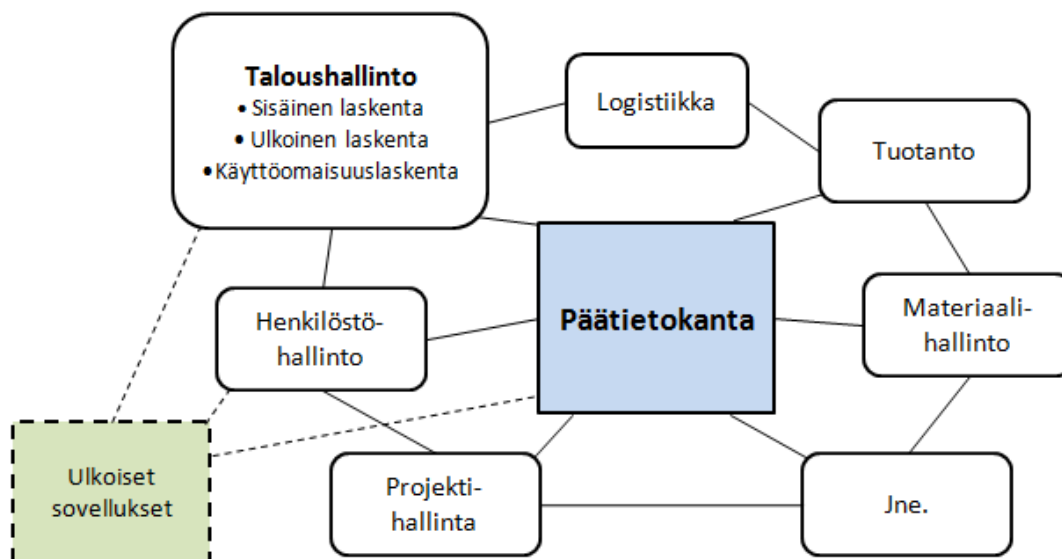 Taloushallinto
• Sisäinen laskenta
• Ulkoinen laskenta
•Käyttöomaisuuslaskenta
Logistiikka
Tuotanto
Henkilöstö-
hallinto
Päätietokanta
Materiaali-
hallinto
Ulkoiset
sovellukset
Projekti-
hallinta
Jne.